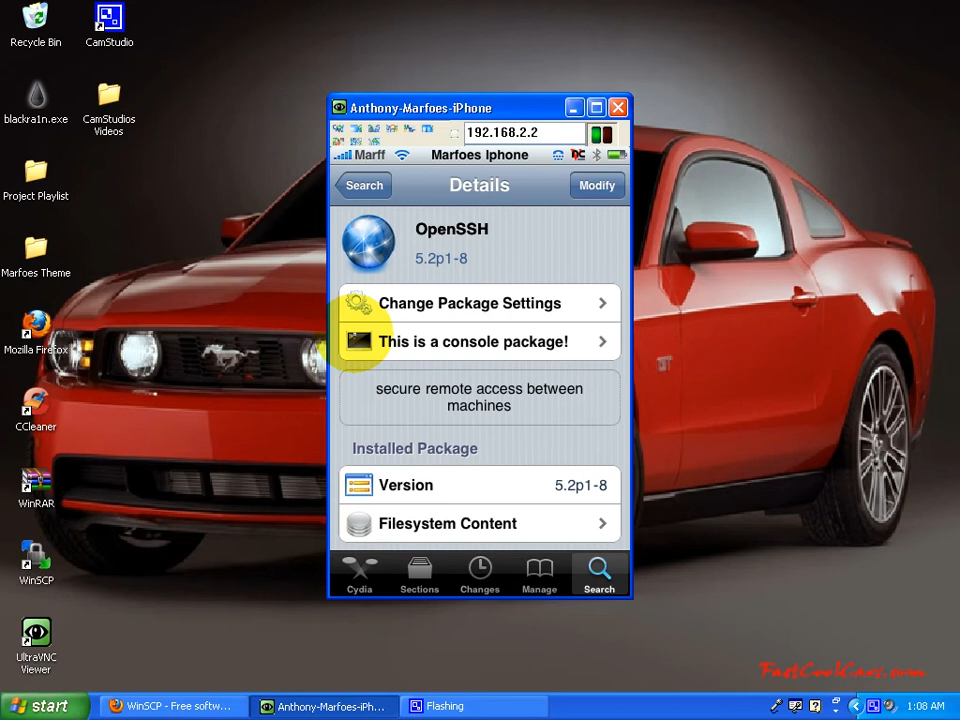 Recycle Bin
CamStudio
blackra1n.exe
CamStudios
Videos
Project Playlist
Marfoes Theme
Mozilla Firefox
CCleaner
WinRAR
WinSCP
UltraVNC
Viewer
Anthony-Marfoes-iPhone
192.168.2.2
Marff
Marfoes Iphone
Search
Details
Modify
OpenSSH
5.2p1-8
Change Package Settings
This is a console package!
secure remote access between
machines
Installed Package
Version 5.2p1-8
Filesystem Content
Cydia
Sections
Changes
Manage
Search
FastCoolCars.com
start
WinSCP - Free softw...
Anthony-Marfoes-iPh...
Flashing
1:08 AM